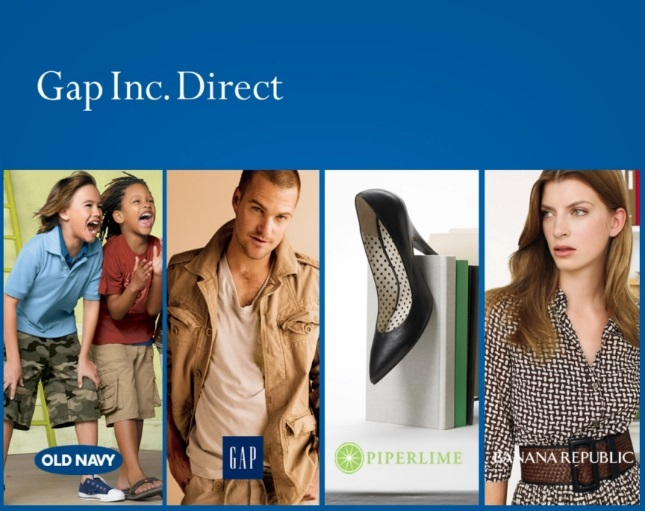 Gap Inc. Direct
OLD NAVY
GAP
PIPERLIME
BANANA REPUBLIC